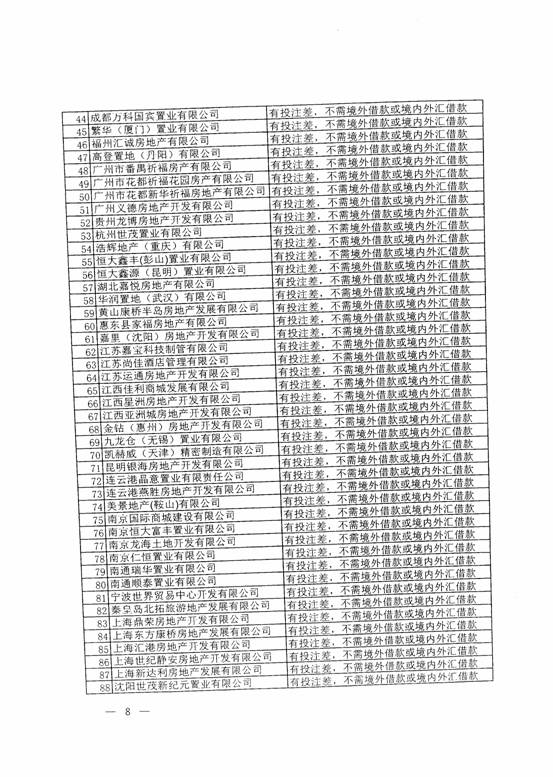 44 成都万科国宾置业有限公司 有投注差，不需境外借款或境内外汇借款
45 繁华（厦门）置业有限公司 有投注差，不需境外借款或境内外汇借款
46 福州汇诚房地产有限公司 有投注差，不需境外借款或境内外汇借款
47 高登置地（丹阳）有限公司 有投注差，不需境外借款或境内外汇借款
48 广州市番禺祈福房产有限公司 有投注差，不需境外借款或境内外汇借款
49 广州市花都祈福花园房产有限公司 有投注差，不需境外借款或境内外汇借款
50 广州市花都新华祈福房地产有限公司 有投注差，不需境外借款或境内外汇借款
51 广州义德房地产开发有限公司 有投注差，不需境外借款或境内外汇借款
52 贵州龙博房地产开发有限公司 有投注差，不需境外借款或境内外汇借款
53 杭州世茂置业有限公司 有投注差，不需境外借款或境内外汇借款
54 浩辉地产（重庆）有限公司 有投注差，不需境外借款或境内外汇借款
55 恒大鑫丰(彭山)置业有限公司 有投注差，不需境外借款或境内外汇借款
56 恒大鑫源（昆明）置业有限公司 有投注差，不需境外借款或境内外汇借款
57 湖北嘉悦房地产有限公司 有投注差，不需境外借款或境内外汇借款
58 华润置地（武汉）有限公司 有投注差，不需境外借款或境内外汇借款
59 黄山康桥半岛房地产发展有限公司 有投注差，不需境外借款或境内外汇借款
60 惠东县家福房地产有限公司 有投注差，不需境外借款或境内外汇借款
61 嘉里（沈阳）房地产开发有限公司 有投注差，不需境外借款或境内外汇借款
62 江苏嘉宝科技制管有限公司 有投注差，不需境外借款或境内外汇借款
63 江苏尚佳酒店管理有限公司 有投注差，不需境外借款或境内外汇借款
64 江苏运通房地产开发有限公司 有投注差，不需境外借款或境内外汇借款
65 江西佳利商城发展有限公司 有投注差，不需境外借款或境内外汇借款
66 江西星洲房地产开发有限公司 有投注差，不需境外借款或境内外汇借款
67 江西亚洲城房地产开发有限公司 有投注差，不需境外借款或境内外汇借款
68 金钻（惠州）房地产开发有限公司 有投注差，不需境外借款或境内外汇借款
69 九龙仓（无锡）置业有限公司 有投注差，不需境外借款或境内外汇借款
70 凯赫威（天津）精密制造有限公司 有投注差，不需境外借款或境内外汇借款
71 昆明银海房地产开发有限公司 有投注差，不需境外借款或境内外汇借款
72 连云港晶意置业有限责任公司 有投注差，不需境外借款或境内外汇借款
73 连云港燕胜房地产开发有限公司 有投注差，不需境外借款或境内外汇借款
74 美景地产(鞍山)有限公司 有投注差，不需境外借款或境内外汇借款
75 南京国际商城建设有限公司 有投注差，不需境外借款或境内外汇借款
76 南京恒大富丰置业有限公司 有投注差，不需境外借款或境内外汇借款
77 南京龙海土地开发有限公司 有投注差，不需境外借款或境内外汇借款
78 南京仁恒置业有限公司 有投注差，不需境外借款或境内外汇借款
79 南通瑞华置业有限公司 有投注差，不需境外借款或境内外汇借款
80 南通顺泰置业有限公司 有投注差，不需境外借款或境内外汇借款
81 宁波世界贸易中心开发有限公司 有投注差，不需境外借款或境内外汇借款
82 秦皇岛北拓旅游地产发展有限公司 有投注差，不需境外借款或境内外汇借款
83 上海鼎荣房地产开发有限公司 有投注差，不需境外借款或境内外汇借款
84 上海东方康桥房地产发展有限公司 有投注差，不需境外借款或境内外汇借款
85 上海汇港房地产开发有限公司 有投注差，不需境外借款或境内外汇借款
86 上海世纪静安房地产开发有限公司 有投注差，不需境外借款或境内外汇借款
87 上海新达利房地产发展有限公司 有投注差，不需境外借款或境内外汇借款
88 沈阳世茂新纪元置业有限公司 有投注差，不需境外借款或境内外汇借款
— 8 —